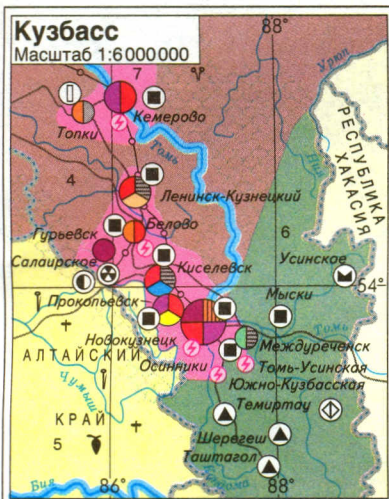 Кузбасс
Масштаб 1:6 000 000
88°
7
Урюп
Кемерово
Топки
Томь
РЕСПУБЛИКА
ХАКАСИЯ
4
Ленинск-Кузнецкий
Белово
Гурьевск
6
Салаирское
Киселевск
Усинское
54°
Прокопьевск
Мыски
Томь
Новокузнецк
Междуреченск
АЛТАЙСКИЙ
Осинники
Томь-Усинская
Южно-Кузбасская
Чумыш
Темиртау
КРАЙ
5
Шерегеш
Таштагол
Бия
86°
Кондома
88°